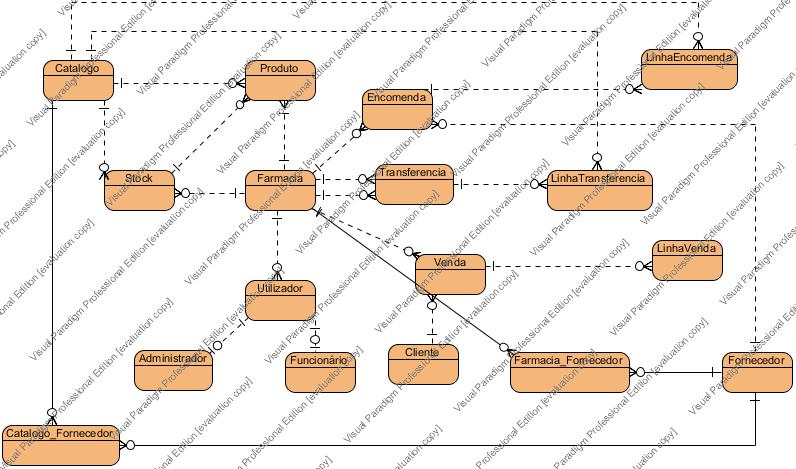 LinhaEncomenda
Catalogo
Produto
Encomenda
Stock
Farmacia
Transferencia
LinhaTransferencia
Venda
LinhaVenda
Utilizador
Administrador
Funcionário
Cliente
Farmacia_Fornecedor
Fornecedor
Catalogo_Fornecedor
Visual Paradigm Professional Edition [evaluation copy]